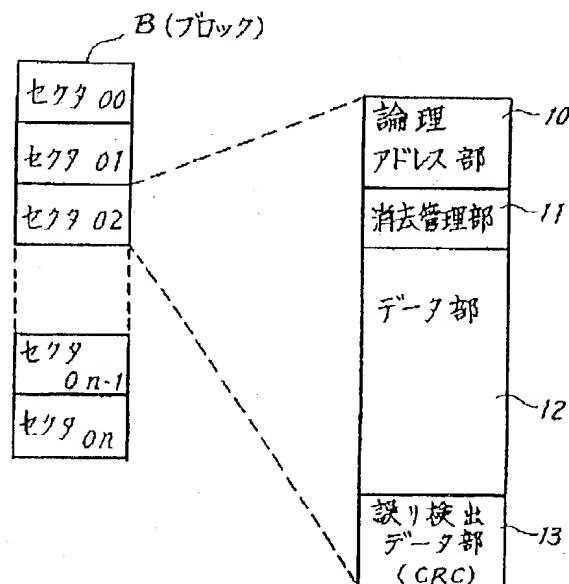 B(ブロック)
セクタ 00
セクタ 01
セクタ 02
セクタ
0n-1
セクタ 0n
論理
アドレス部
10
消去管理部
11
データ部
12
誤り検出
データ部
(CRC)
13